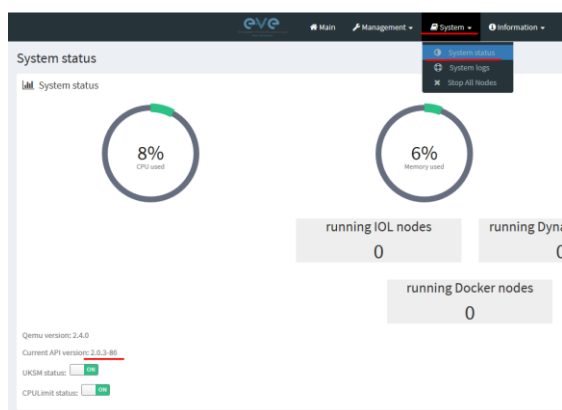 eve
Main
Management
System
Information
System status
System logs
Stop All Nodes
System status
System status
8%
CPU used
6%
Memory used
running IOL nodes
0
running Dyna
0
running Docker nodes
0
Qemu version: 2.4.0
Current API version: 2.0.3-86
UKSM status: ON
CPULimit status: ON